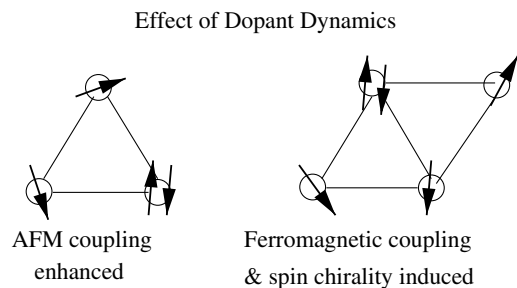 Effect of Dopant Dynamics
AFM coupling
enhanced
Ferromagnetic coupling
& spin chirality induced